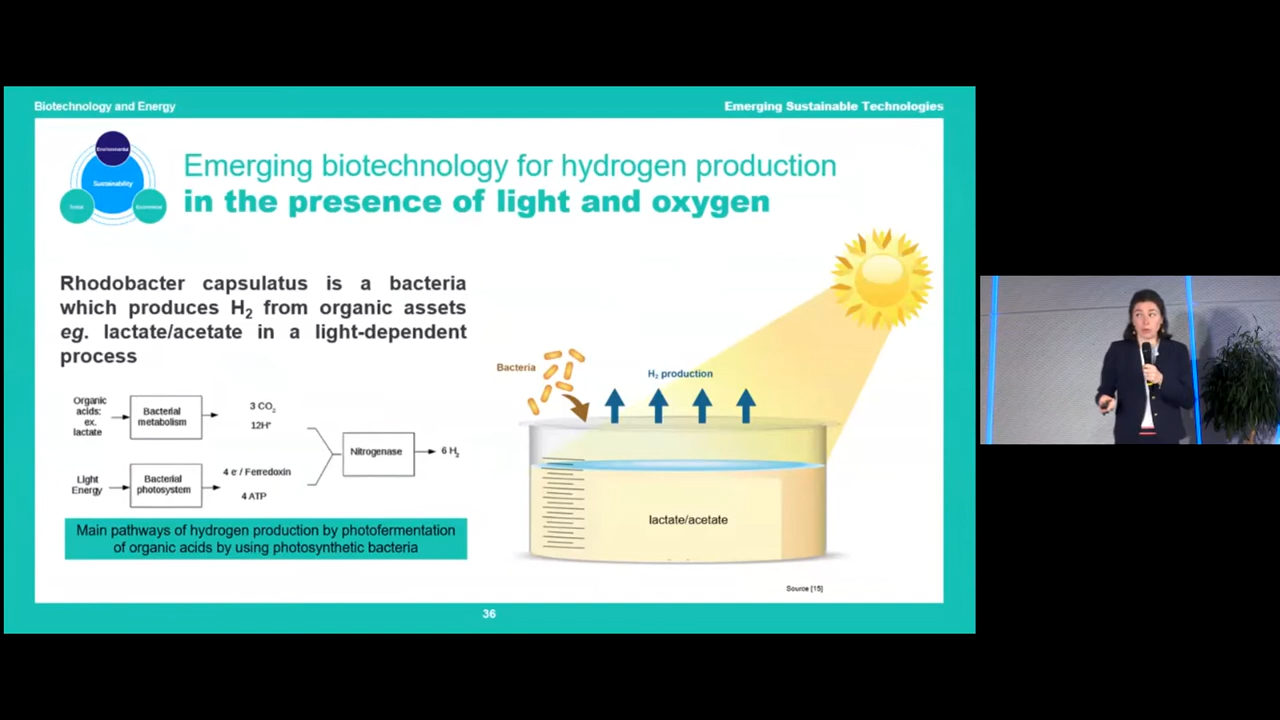 Biotechnology and Energy
Emerging Sustainable Technologies
Environmental
Sustainability
Social
Economical
Emerging biotechnology for hydrogen production
in the presence of light and oxygen
Rhodobacter capsulatus is a bacteria
which produces H₂ from organic assets
eg. lactate/acetate in a light-dependent
process
Organic
acids:
ex.
lactate
Bacterial
metabolism
3 CO₂
12H⁺
Light
Energy
Bacterial
photosystem
4 e⁻/ Ferredoxin
4 ATP
Nitrogenase
6 H₂
Main pathways of hydrogen production by photofermentation
of organic acids by using photosynthetic bacteria
Bacteria
H₂ production
lactate/acetate
Source [15]
36